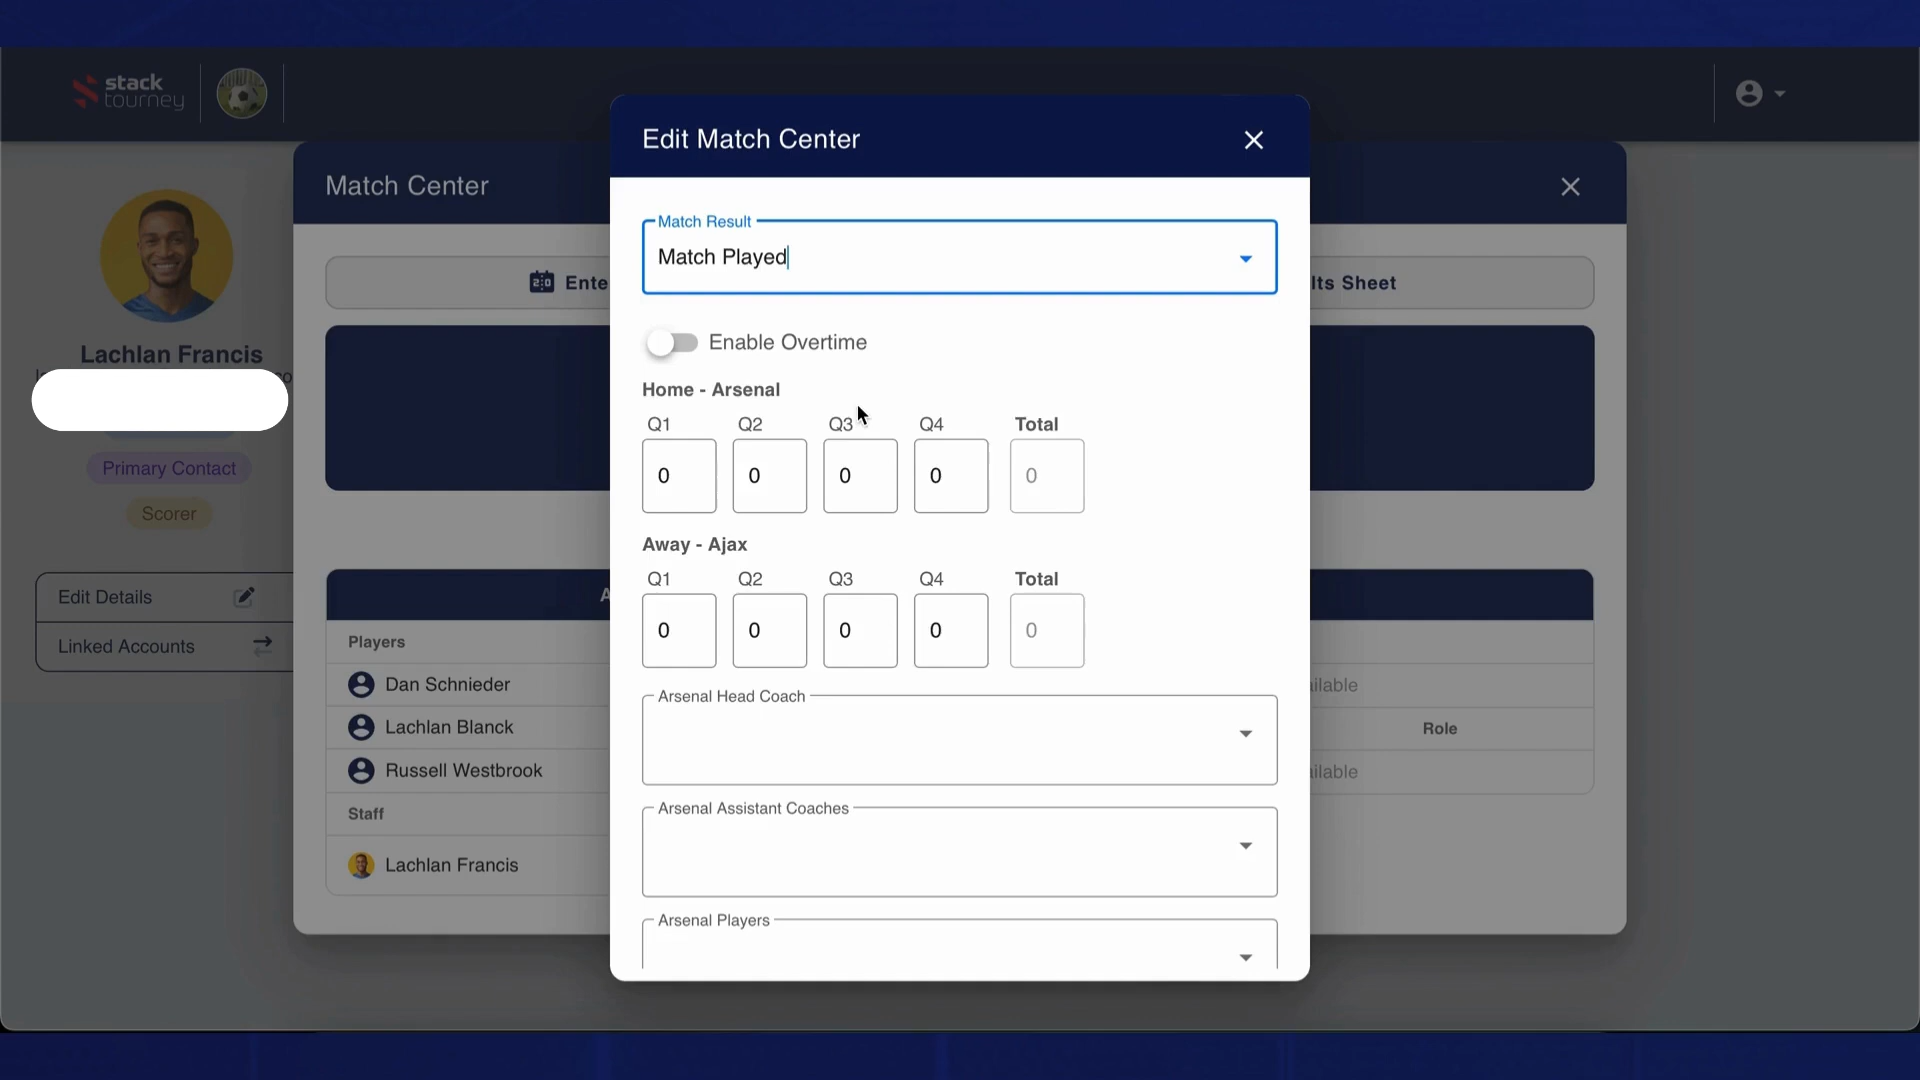 stack
tourney
Edit Match Center
Match Center
Match Result
Match Played
Ente
lts Sheet
Enable Overtime
Lachlan Francis
Home - Arsenal
Q1 Q2 Q3 Q4 Total
0 0 0 0 0
Primary Contact
Scorer
Away - Ajax
Q1 Q2 Q3 Q4 Total
0 0 0 0 0
Edit Details
Linked Accounts
Players
Dan Schnieder
Lachlan Blanck
Russell Westbrook
Staff
Lachlan Francis
Arsenal Head Coach
Arsenal Assistant Coaches
Arsenal Players
ilable
Role
ilable